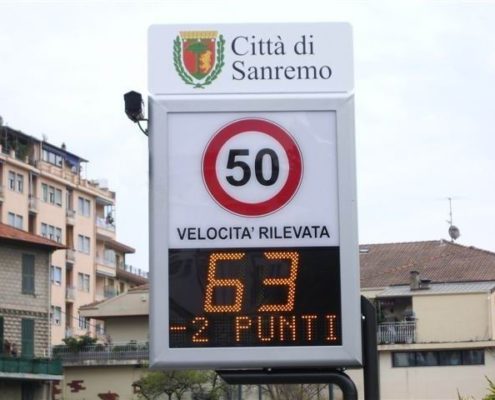 Città di
Sanremo
50
VELOCITA' RILEVATA
63
-2 PUNTI